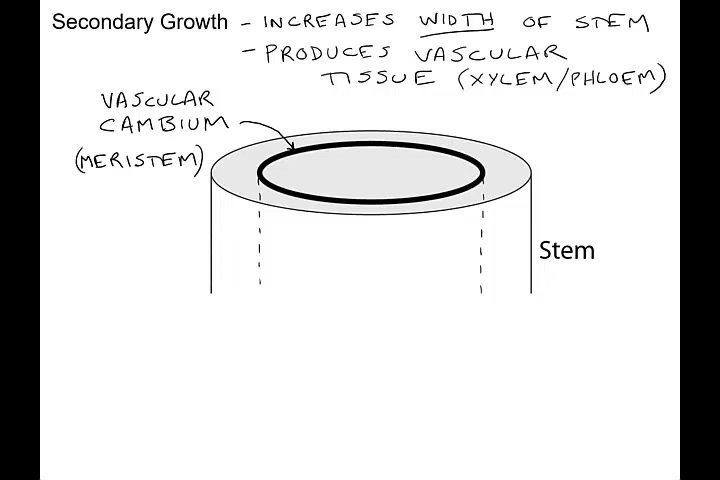 Secondary Growth - INCREASES WIDTH OF STEM
- PRODUCES VASCULAR
TISSUE (XYLEM/PHLOEM)
VASCULAR
CAMBIUM
(MERISTEM)
Stem